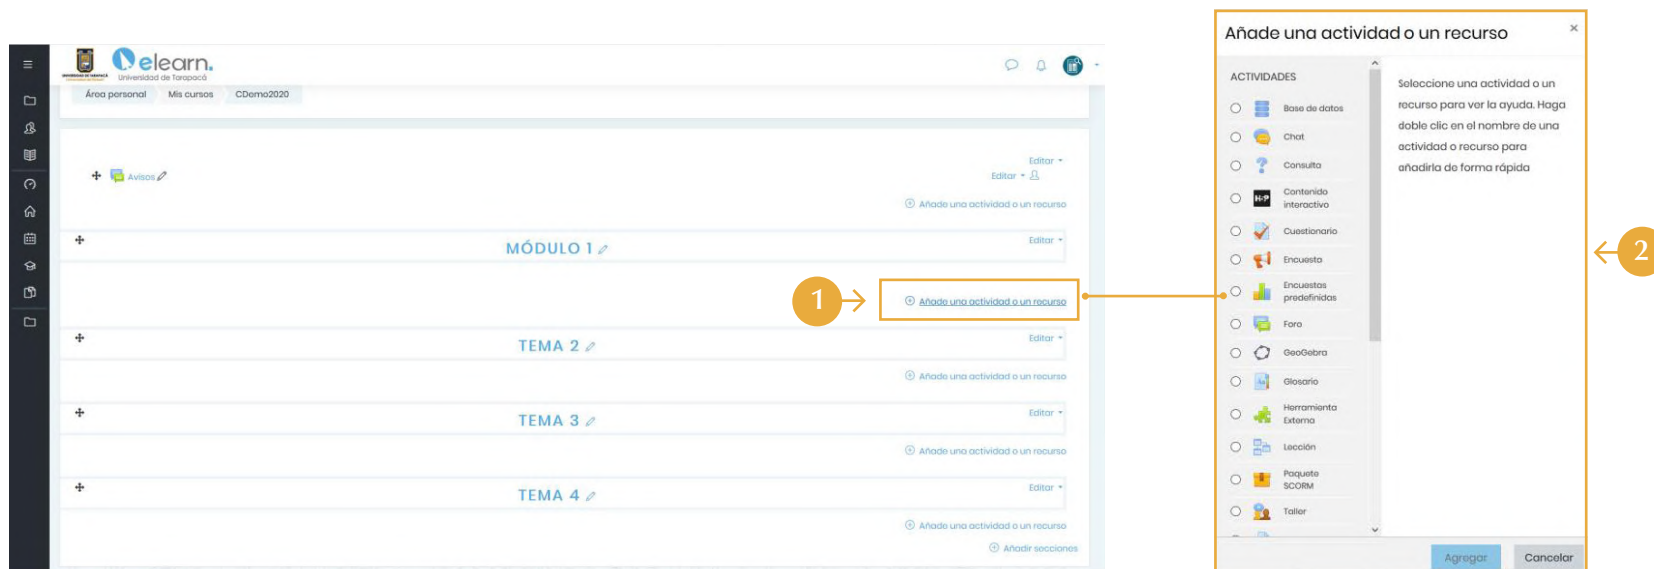 elearn.
Universidad de Tarapacá
Área personal Mis cursos CDemo2020
Editar
Avisos Editar
Añade una actividad o un recurso
MÓDULO 1 Editar
1
Añade una actividad o un recurso
TEMA 2 Editar
Añade una actividad o un recurso
TEMA 3 Editar
Añade una actividad o un recurso
TEMA 4 Editar
Añade una actividad o un recurso
Añadir secciones
Añade una actividad o un recurso ×
ACTIVIDADES
Base de datos
Chat
Consulta
H5P
Contenido
interactivo
Cuestionario
Encuesta
Encuestas
predefinidas
Foro
GeoGebra
Glosario
Herramienta
Externa
Lección
Paquete
SCORM
Taller
Seleccione una actividad o un
recurso para ver la ayuda. Haga
doble clic en el nombre de una
actividad o recurso para
añadirla de forma rápida
Agregar Cancelar
2